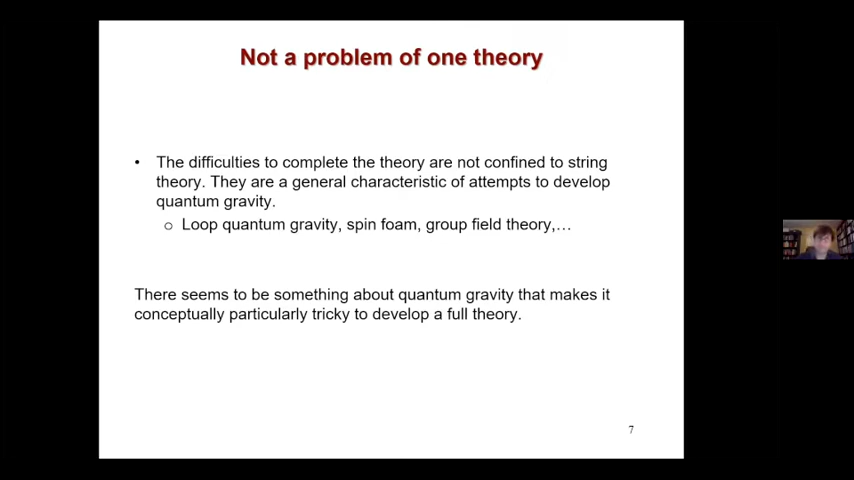 Not a problem of one theory
• The difficulties to complete the theory are not confined to string
theory. They are a general characteristic of attempts to develop
quantum gravity.
o Loop quantum gravity, spin foam, group field theory,…
There seems to be something about quantum gravity that makes it
conceptually particularly tricky to develop a full theory.
7